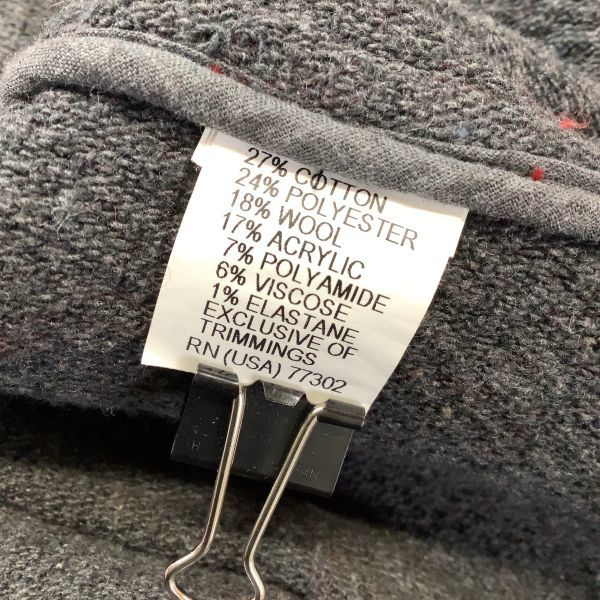 27% COTTON
24% POLYESTER
18% WOOL
17% ACRYLIC
7% POLYAMIDE
6% VISCOSE
1% ELASTANE
EXCLUSIVE OF
TRIMMINGS
RN (USA) 77302